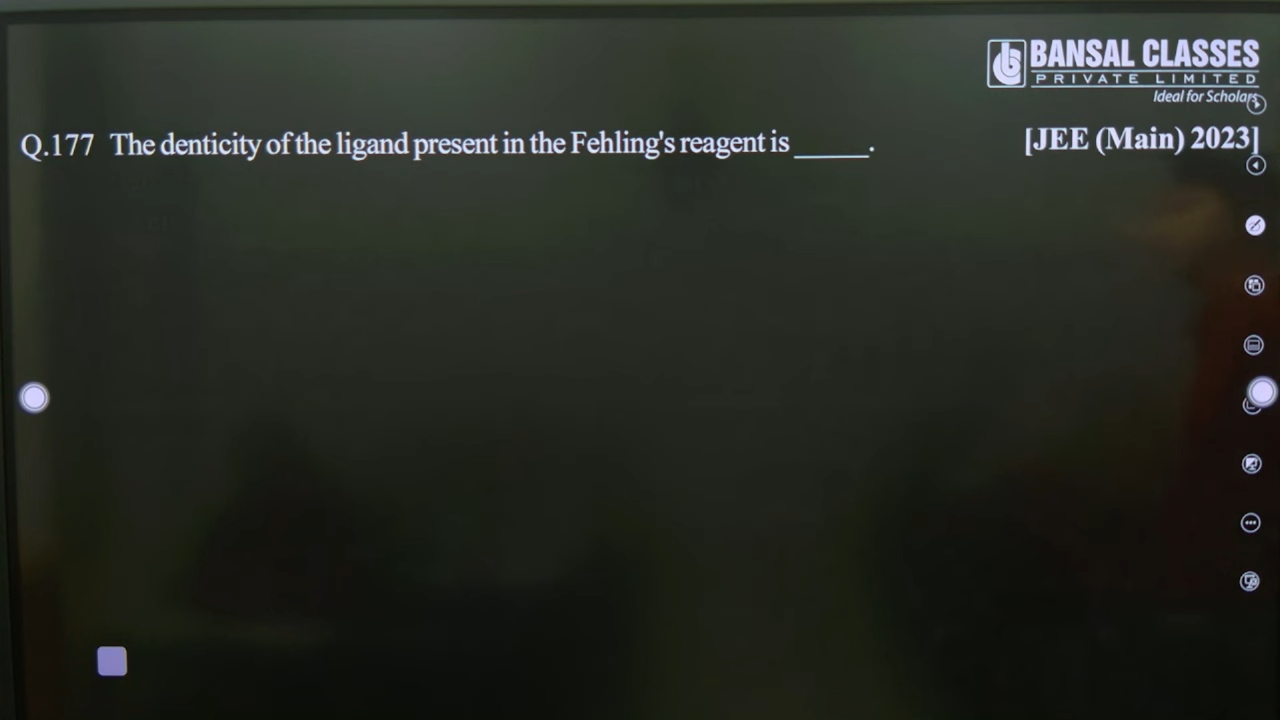 BANSAL CLASSES
PRIVATE LIMITED
Ideal for Scholars
Q.177 The denticity of the ligand present in the Fehling's reagent is _____. [JEE (Main) 2023]